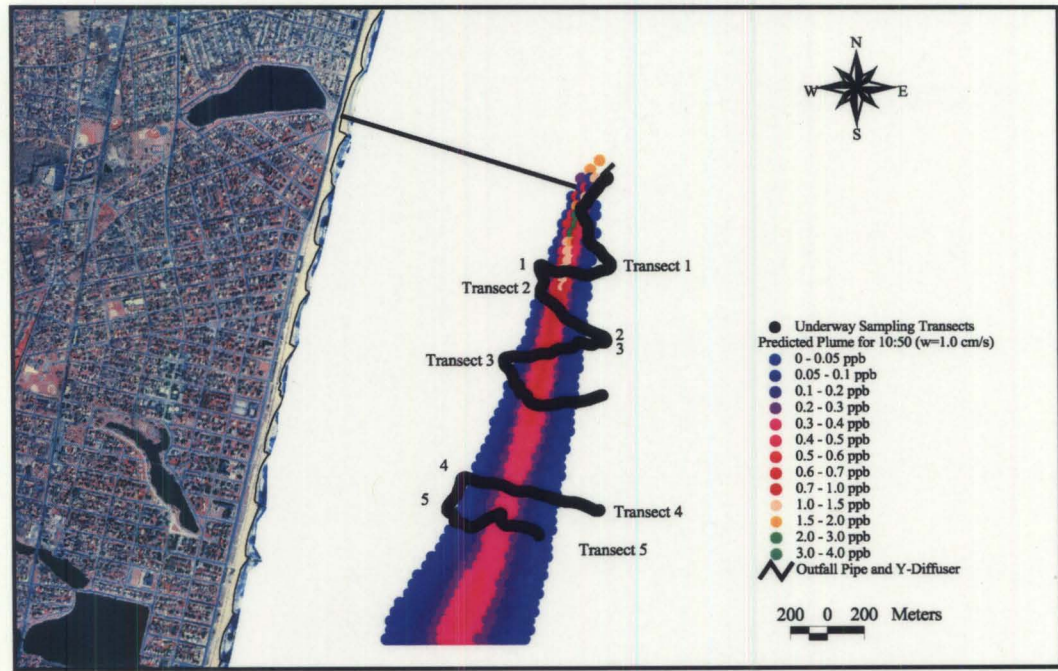 N
W E
S
1 Transect 1
Transect 2
2
3
Transect 3
4
5
Transect 4
Transect 5
Underway Sampling Transects
Predicted Plume for 10:50 (w=1.0 cm/s)
0 - 0.05 ppb
0.05 - 0.1 ppb
0.1 - 0.2 ppb
0.2 - 0.3 ppb
0.3 - 0.4 ppb
0.4 - 0.5 ppb
0.5 - 0.6 ppb
0.6 - 0.7 ppb
0.7 - 1.0 ppb
1.0 - 1.5 ppb
1.5 - 2.0 ppb
2.0 - 3.0 ppb
3.0 - 4.0 ppb
Outfall Pipe and Y-Diffuser
200 0 200 Meters